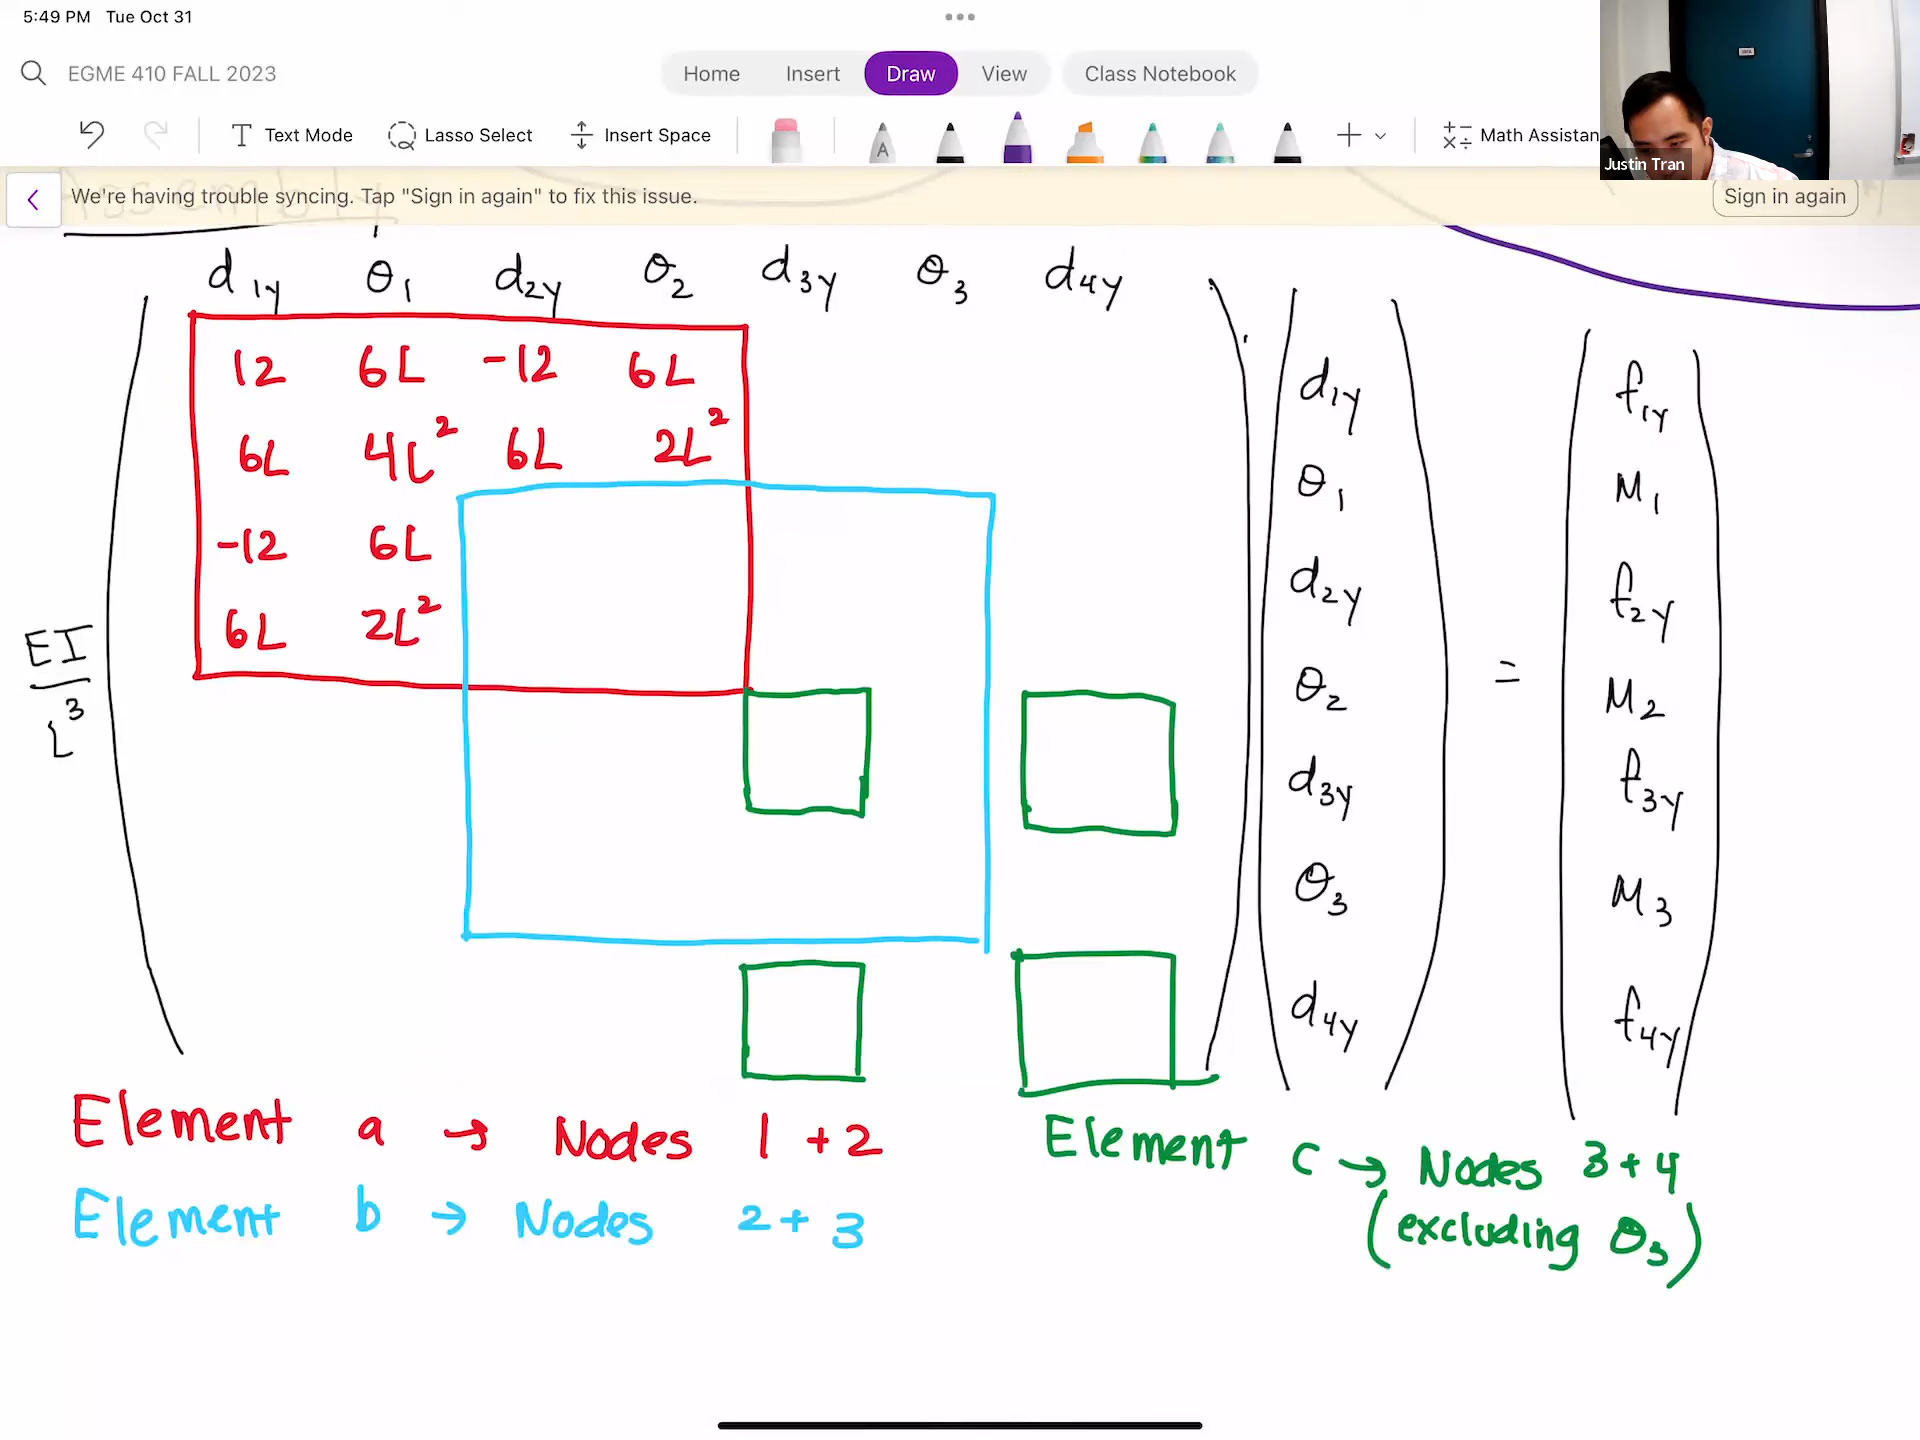 5:49 PM Tue Oct 31
EGME 410 FALL 2023
Home Insert Draw View Class Notebook
Text Mode Lasso Select Insert Space Math Assistan
Justin Tran
Assembly
We're having trouble syncing. Tap "Sign in again" to fix this issue. Sign in again
d1y θ1 d2y θ2 d3y θ3 d4y
12 6L -12 6L
6L 4L² 6L 2L²
-12 6L
6L 2L²
EI
L³
d1y
θ1
d2y
θ2
d3y
θ3
d4y
=
f1y
M1
f2y
M2
f3y
M3
f4y
Element a → Nodes 1 + 2
Element b → Nodes 2 + 3
Element c → Nodes 3 + 4
(excluding θ3)